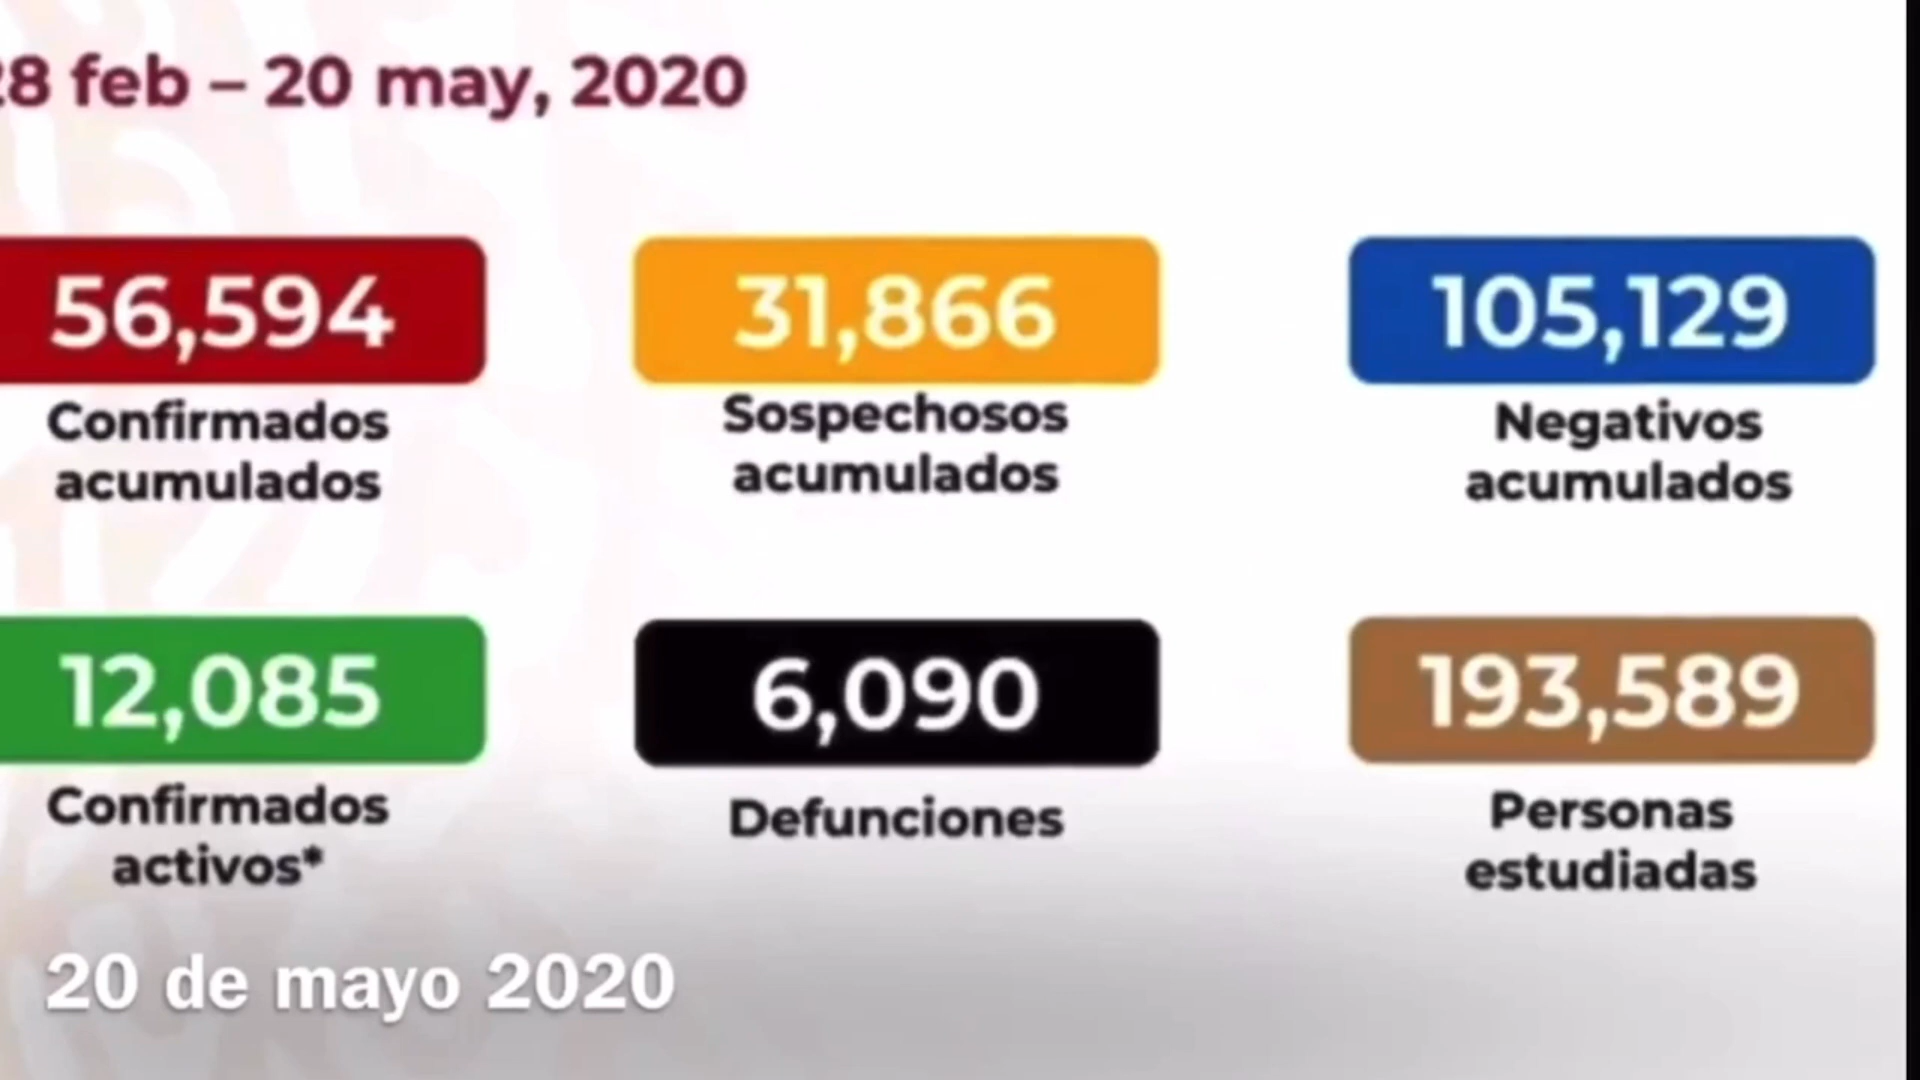 28 feb – 20 may, 2020
56,594
31,866
105,129
Confirmados
acumulados
Sospechosos
acumulados
Negativos
acumulados
12,085
6,090
193,589
Confirmados
activos*
Defunciones
Personas
estudiadas
20 de mayo 2020